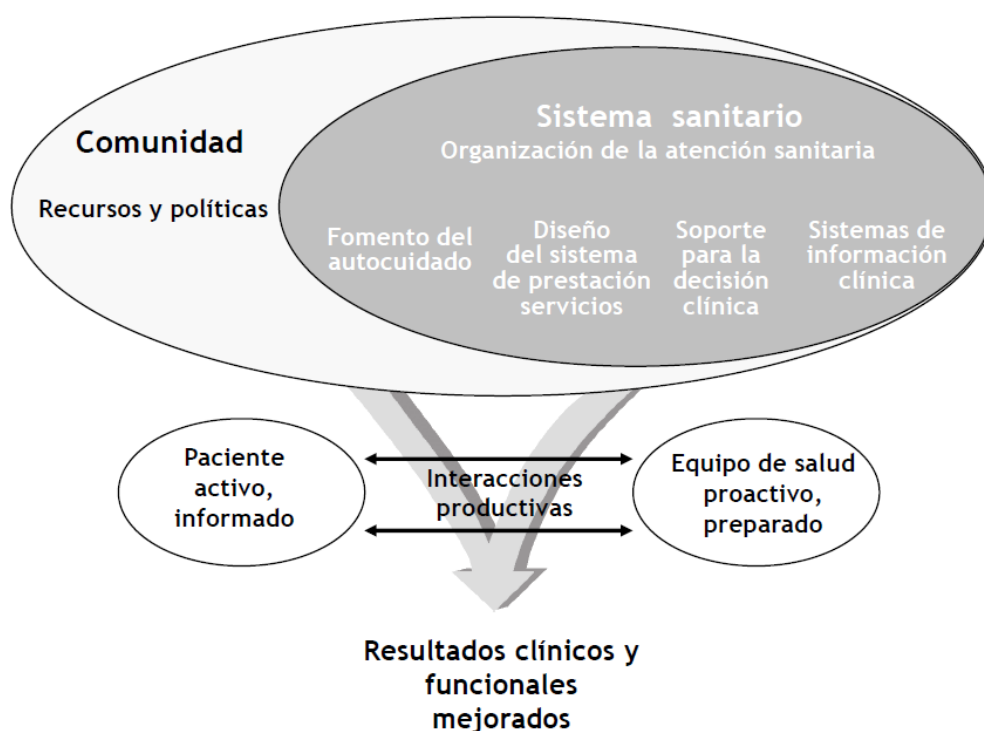 Comunidad
Recursos y políticas
Sistema sanitario
Organización de la atención sanitaria
Fomento del
autocuidado
Diseño
del sistema
de prestación
servicios
Soporte
para la
decisión
clínica
Sistemas de
información
clínica
Paciente
activo,
informado
Interacciones
productivas
Equipo de salud
proactivo,
preparado
Resultados clínicos y
funcionales
mejorados